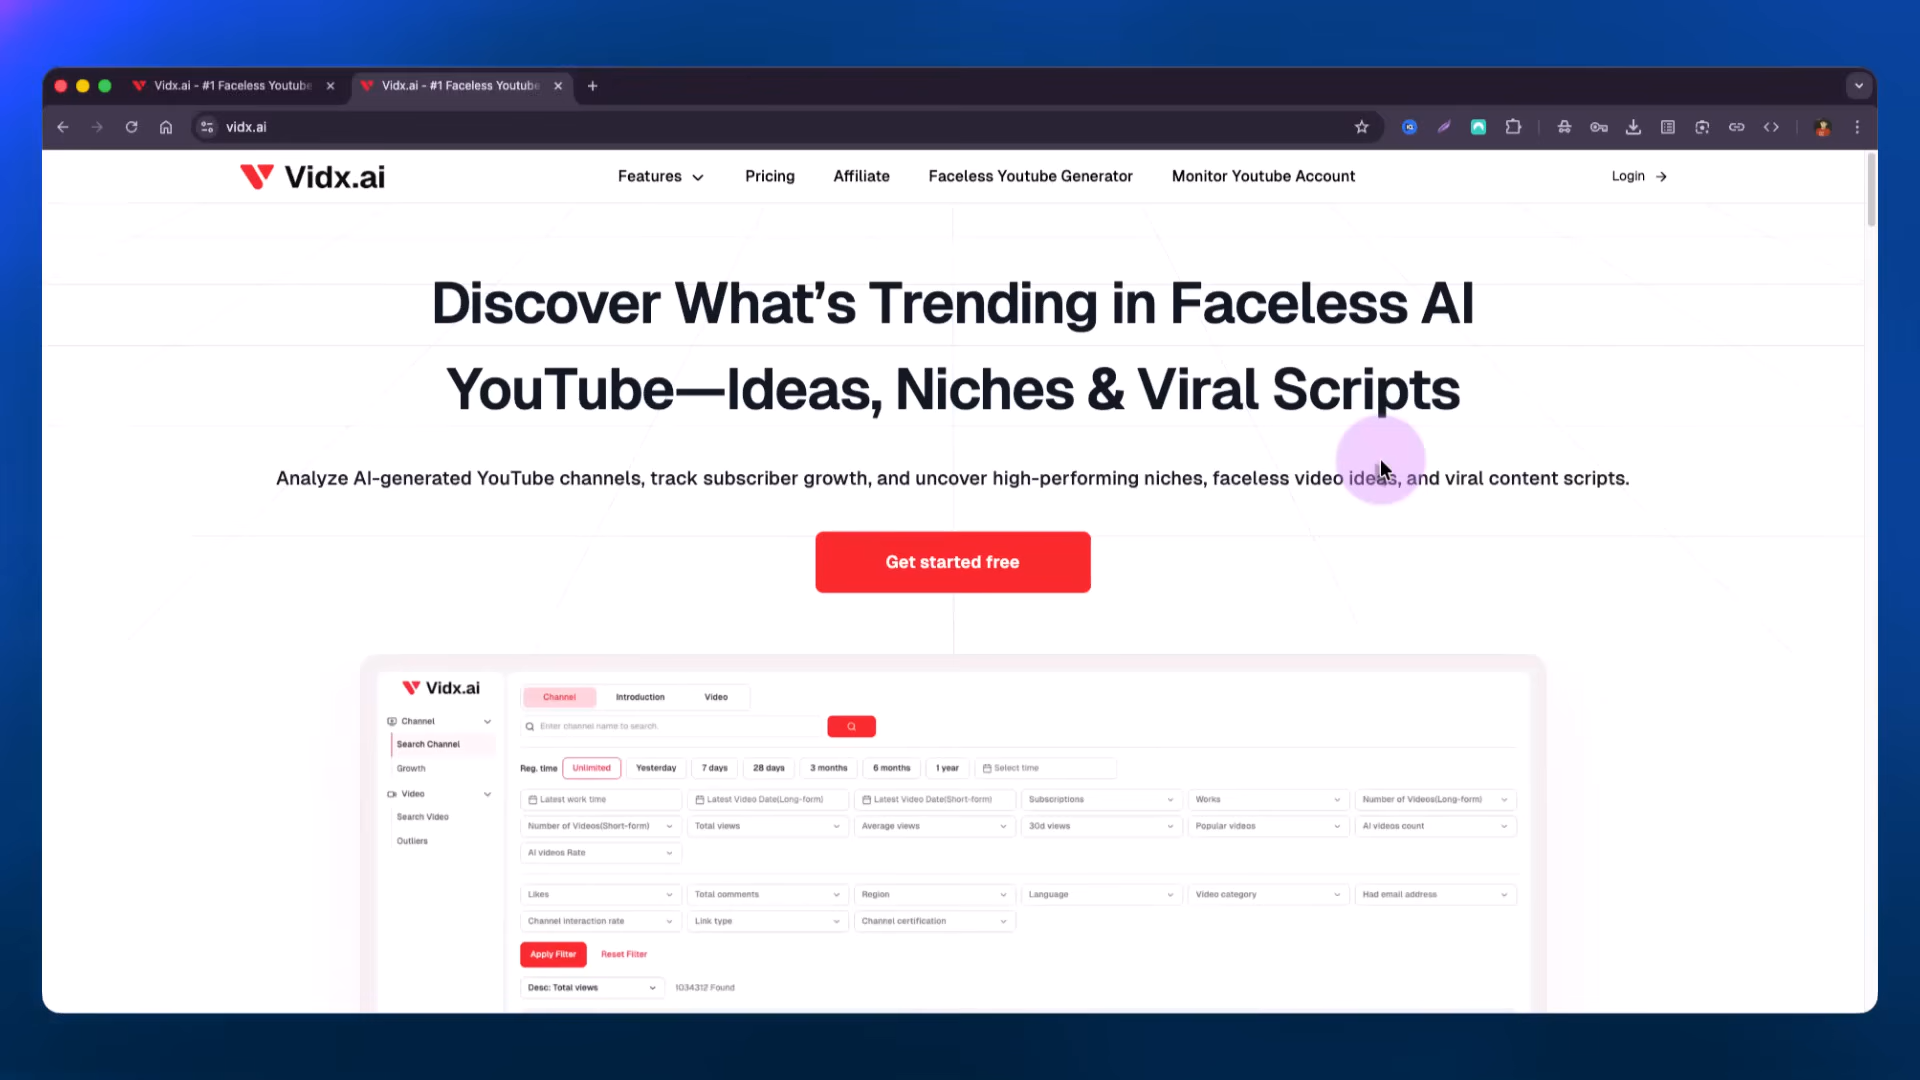 Vidx.ai - #1 Faceless Youtube
Vidx.ai - #1 Faceless Youtube
vidx.ai
Vidx.ai
Features
Pricing
Affiliate
Faceless Youtube Generator
Monitor Youtube Account
Login
Discover What's Trending in Faceless AI
YouTube—Ideas, Niches & Viral Scripts
Analyze AI-generated YouTube channels, track subscriber growth, and uncover high-performing niches, faceless video ideas, and viral content scripts.
Get started free
Vidx.ai
Channel
Search Channel
Growth
Video
Search Video
Outliers
Channel Introduction Video
Enter channel name to search.
Reg. time Unlimited Yesterday 7 days 28 days 3 months 6 months 1 year Select time
Latest work time Latest Video Date(Long-form) Latest Video Date(Short-form) Subscriptions Works Number of Videos(Long-form)
Number of Videos(Short-form) Total views Average views 30d views Popular videos AI videos count
AI videos Rate
Likes Total comments Region Language Video category Had email address
Channel interaction rate Link type Channel certification
Apply Filter Reset Filter
Desc: Total views 1034312 Found